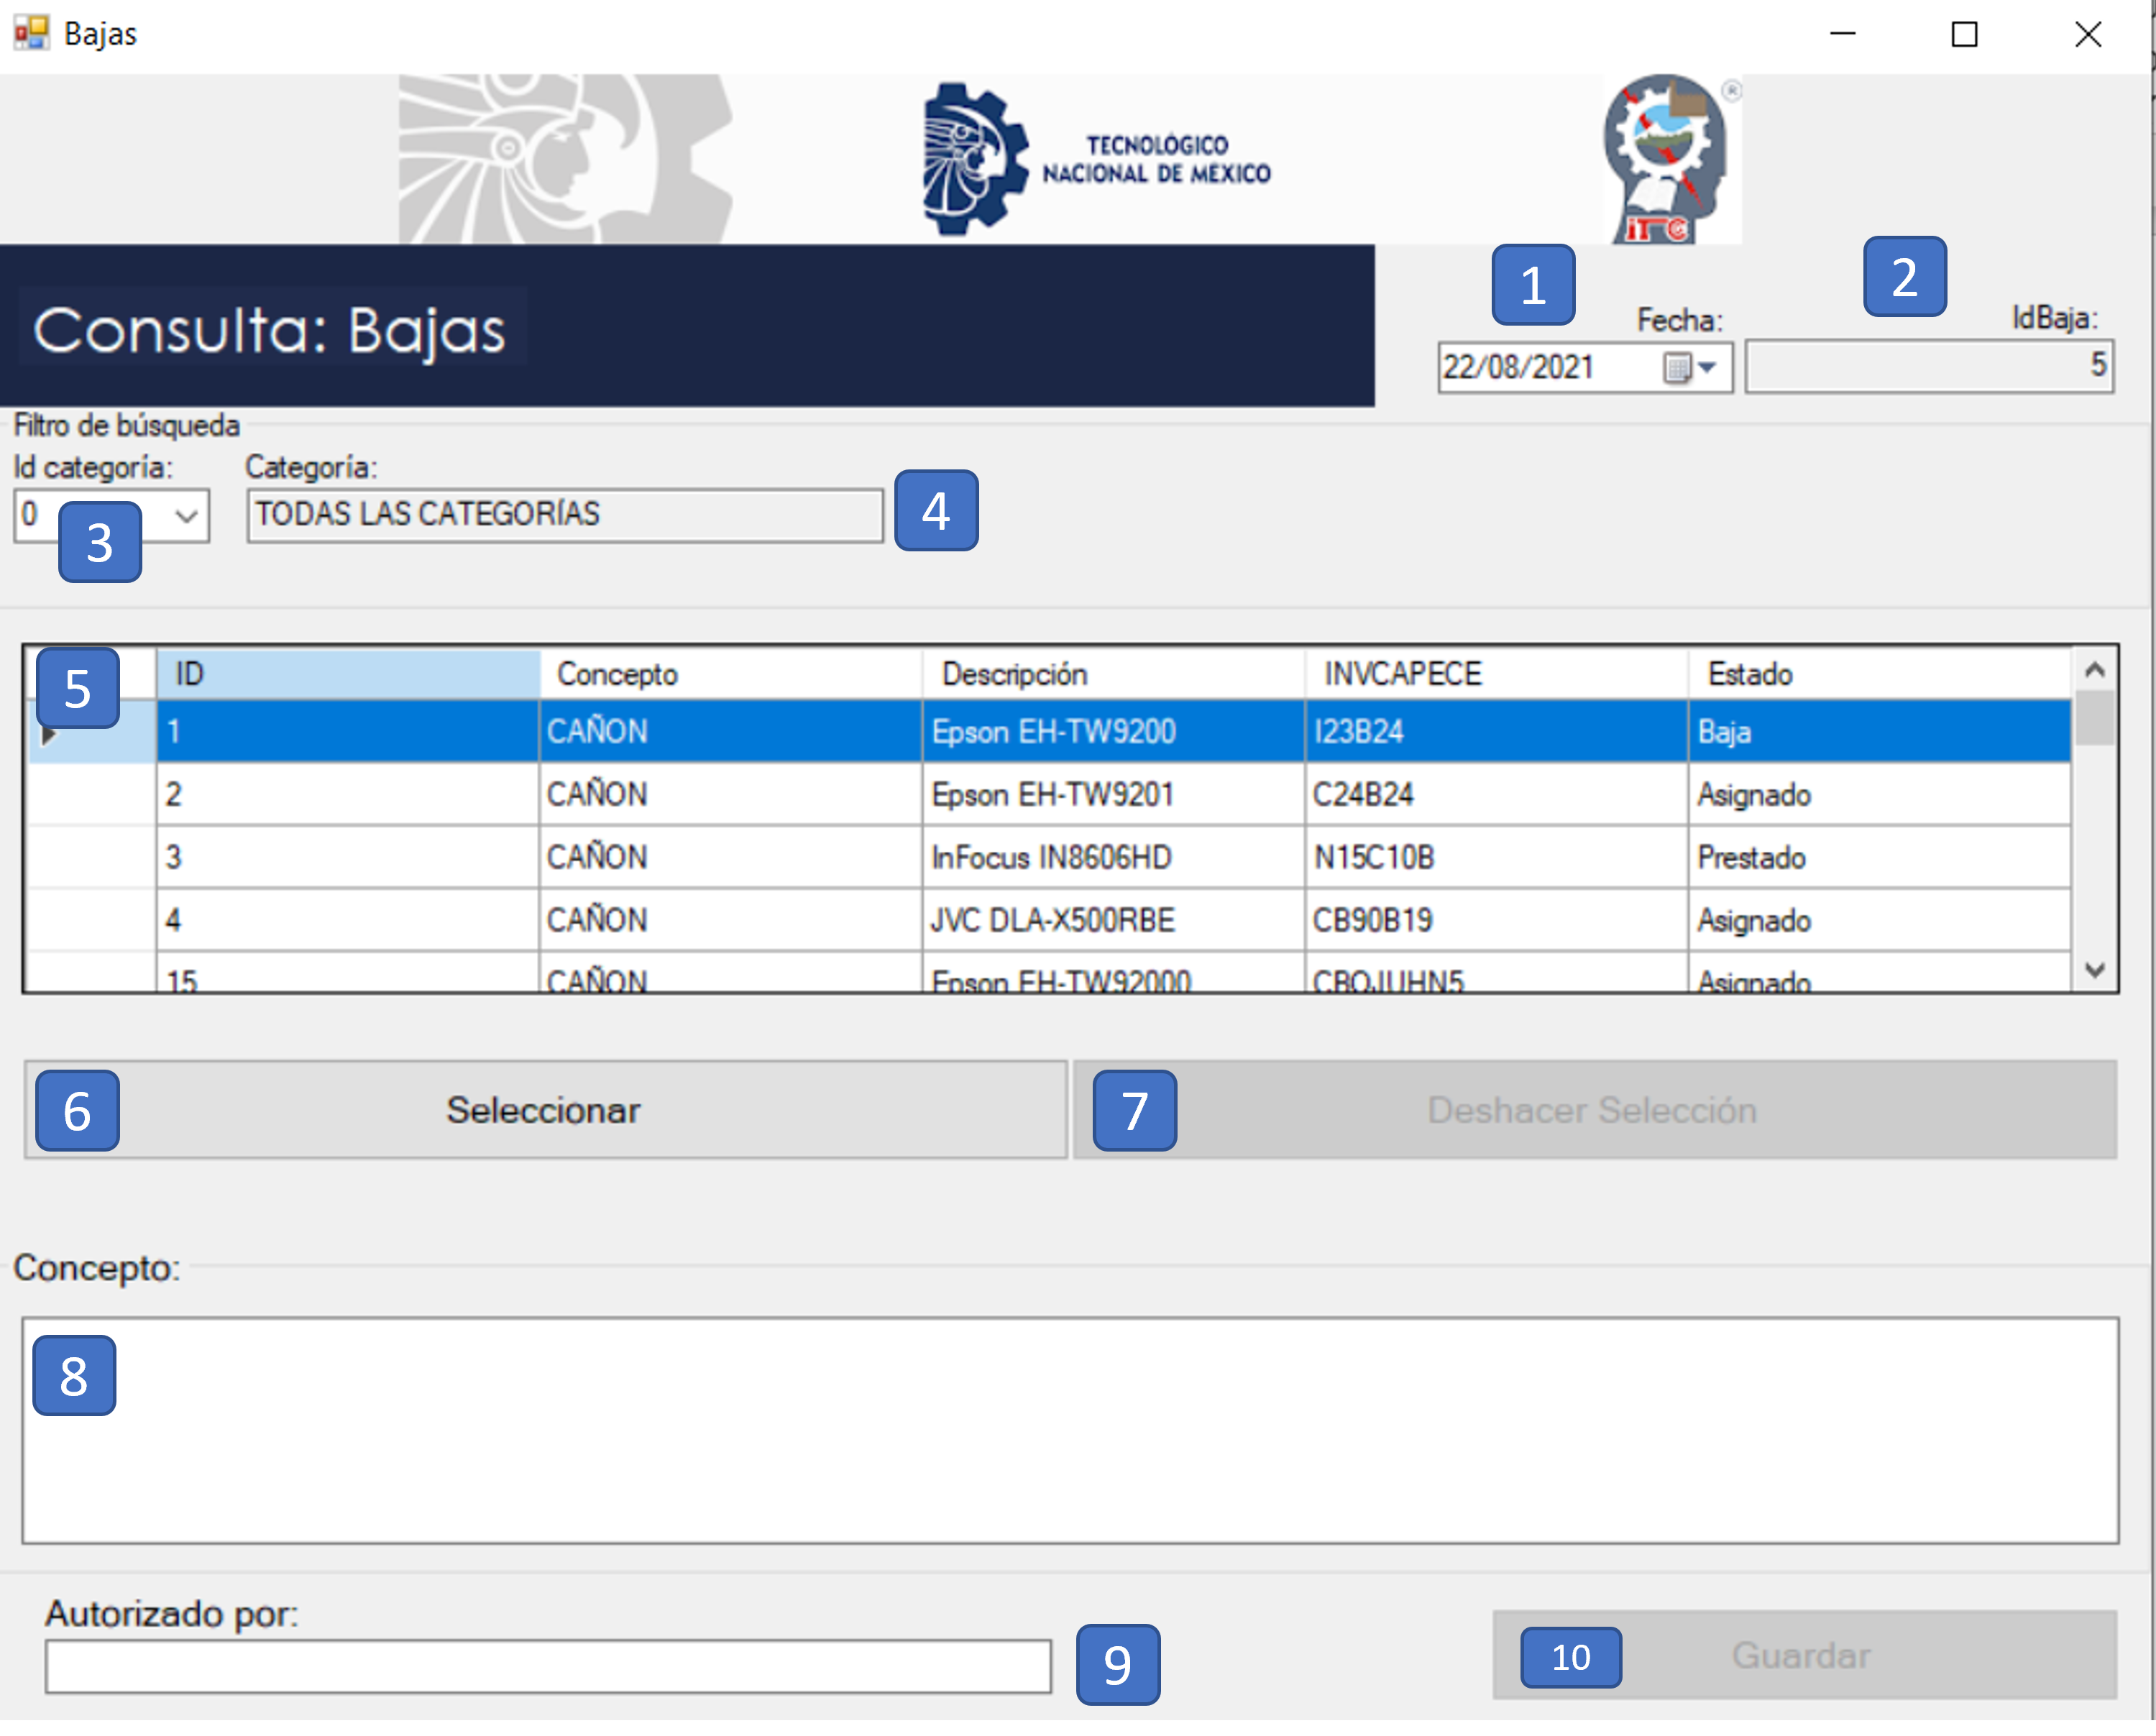 Bajas
TECNOLÓGICO
NACIONAL DE MÉXICO
®
iTC
Consulta: Bajas
1
2
Fecha:
IdBaja:
22/08/2021
5
Filtro de búsqueda
Id categoría:
Categoría:
0
3
TODAS LAS CATEGORÍAS
4
5
ID Concepto Descripción INVCAPECE Estado
1 CAÑON Epson EH-TW9200 I23B24 Baja
2 CAÑON Epson EH-TW9201 C24B24 Asignado
3 CAÑON InFocus IN8606HD N15C10B Prestado
4 CAÑON JVC DLA-X500RBE CB90B19 Asignado
15 CAÑON Epson EH-TW92000 CBOJUHN5 Asignado
6
Seleccionar
7
Deshacer Selección
Concepto:
8
Autorizado por:
9
10
Guardar